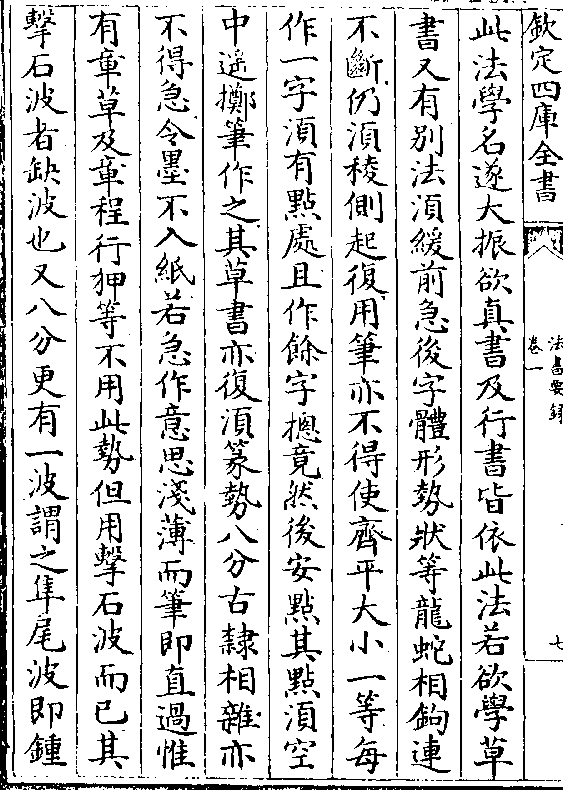 欽定四庫全書
法書要録
卷一
七
此法學名遂大振欲真書及行書皆依此法若欲學草
書又有别法須緩前急後字體形勢狀等龍蛇相鉤連
不斷仍須稜側起復用筆亦不得使齊平大小一等每
作一字須有點處且作餘字揔竟然後安點其點須空
中遥擲筆作之其草書亦復須篆勢八分古隸相雜亦
不得急令墨不入紙若急作意思淺薄而筆即直過惟
有章草及章程行狎等不用此勢但用擊石波而已其
擊石波者缺波也又八分更有一波謂之隼尾波即鍾